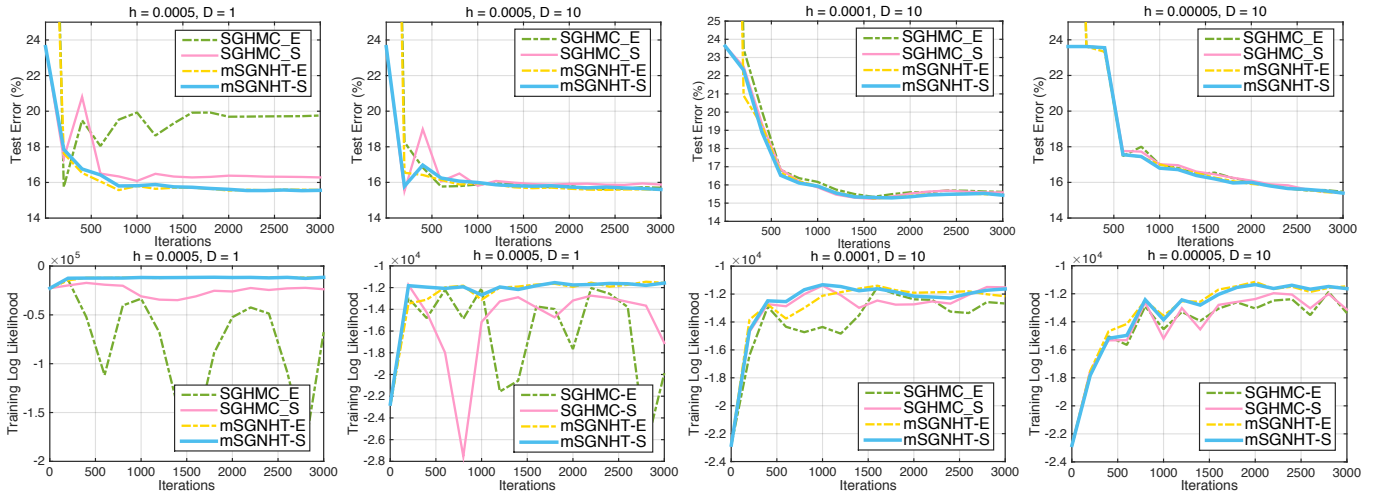 h = 0.0005, D = 1
Test Error (%)
24
22
20
18
16
14
SGHMC_E
SGHMC_S
mSGNHT-E
mSGNHT-S
500 1000 1500 2000 2500 3000
Iterations
h = 0.0005, D = 10
Test Error (%)
24
22
20
18
16
14
SGHMC_E
SGHMC_S
mSGNHT-E
mSGNHT-S
500 1000 1500 2000 2500 3000
Iterations
h = 0.0001, D = 10
Test Error (%)
25
24
23
22
21
20
19
18
17
16
15
14
SGHMC_E
SGHMC_S
mSGNHT-E
mSGNHT-S
500 1000 1500 2000 2500 3000
Iterations
h = 0.00005, D = 10
Test Error (%)
26
24
22
20
18
16
14
SGHMC_E
SGHMC_S
mSGNHT-E
mSGNHT-S
500 1000 1500 2000 2500 3000
Iterations
×10⁵
h = 0.0005, D = 1
Training Log Likelihood
0
-0.5
-1
-1.5
-2
SGHMC_E
SGHMC_S
mSGNHT-E
mSGNHT-S
0 500 1000 1500 2000 2500 3000
Iterations
×10⁴
h = 0.0005, D = 1
Training Log Likelihood
-1
-1.2
-1.4
-1.6
-1.8
-2
-2.2
-2.4
-2.6
-2.8
SGHMC-E
SGHMC-S
mSGNHT-E
mSGNHT-S
0 500 1000 1500 2000 2500 3000
Iterations
×10⁴
h = 0.0001, D = 10
Training Log Likelihood
-1
-1.2
-1.4
-1.6
-1.8
-2
-2.2
-2.4
SGHMC-E
SGHMC_S
mSGNHT-E
mSGNHT-S
0 500 1000 1500 2000 2500 3000
Iterations
×10⁴
h = 0.00005, D = 10
Training Log Likelihood
-1
-1.2
-1.4
-1.6
-1.8
-2
-2.2
-2.4
SGHMC_E
SGHMC-S
mSGNHT-E
mSGNHT-S
0 500 1000 1500 2000 2500 3000
Iterations